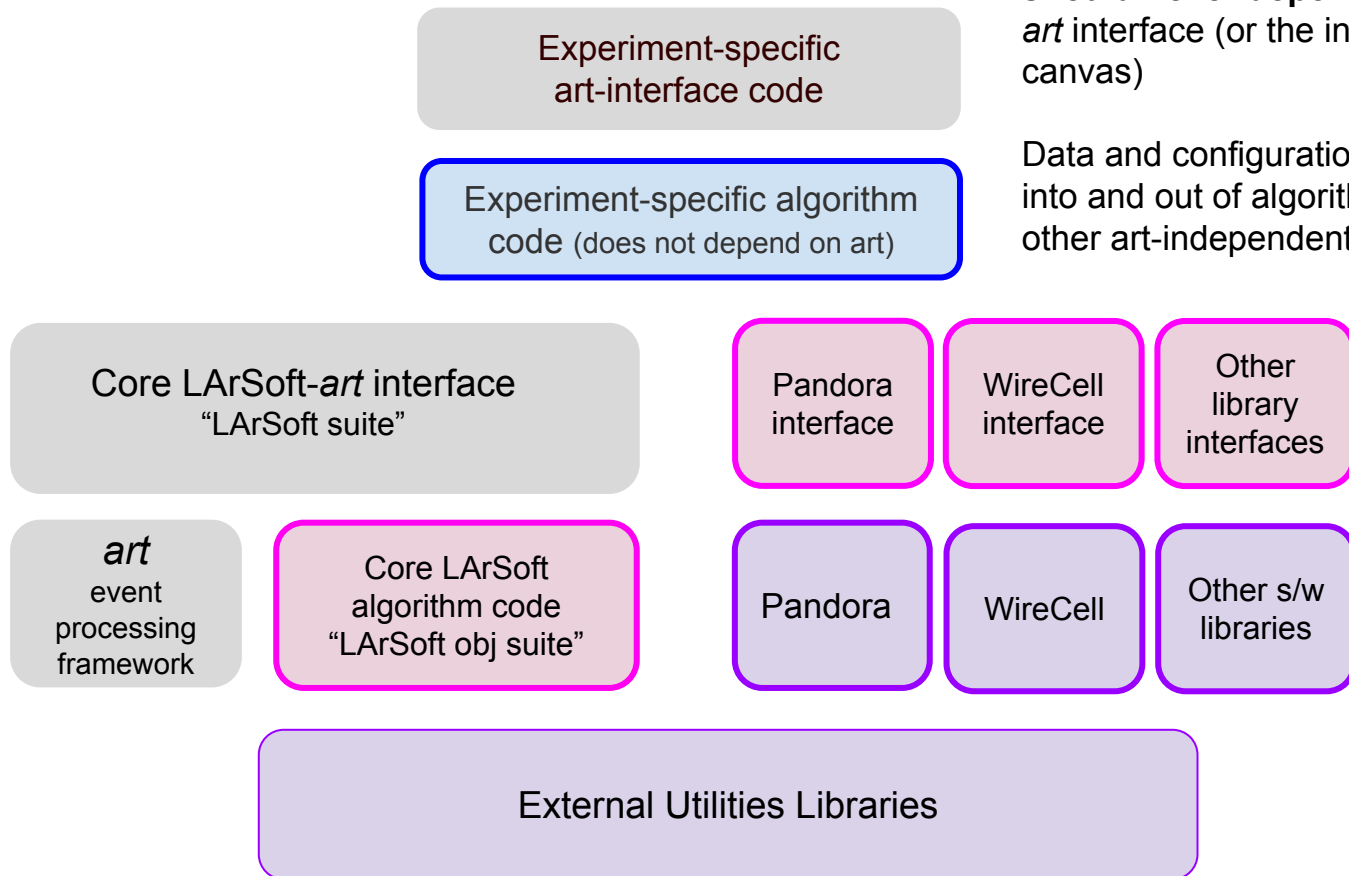 Experiment-specific
art-interface code
art interface (or the in
canvas)
Experiment-specific algorithm
code (does not depend on art)
Data and configuratio
into and out of algorit
other art-independent
Core LArSoft-art interface
“LArSoft suite”
Pandora
interface
WireCell
interface
Other
library
interfaces
art
event
processing
framework
Core LArSoft
algorithm code
“LArSoft obj suite”
Pandora
WireCell
Other s/w
libraries
External Utilities Libraries